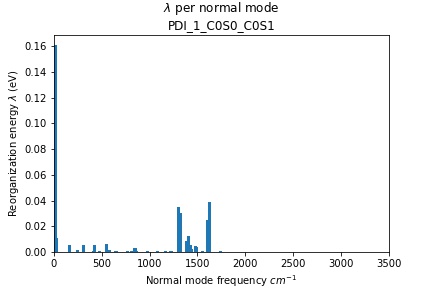 λ per normal mode
PDI_1_C0S0_C0S1
Reorganization energy λ (eV)
0.16
0.14
0.12
0.10
0.08
0.06
0.04
0.02
0.00
0 500 1000 1500 2000 2500 3000 3500
Normal mode frequency cm⁻¹